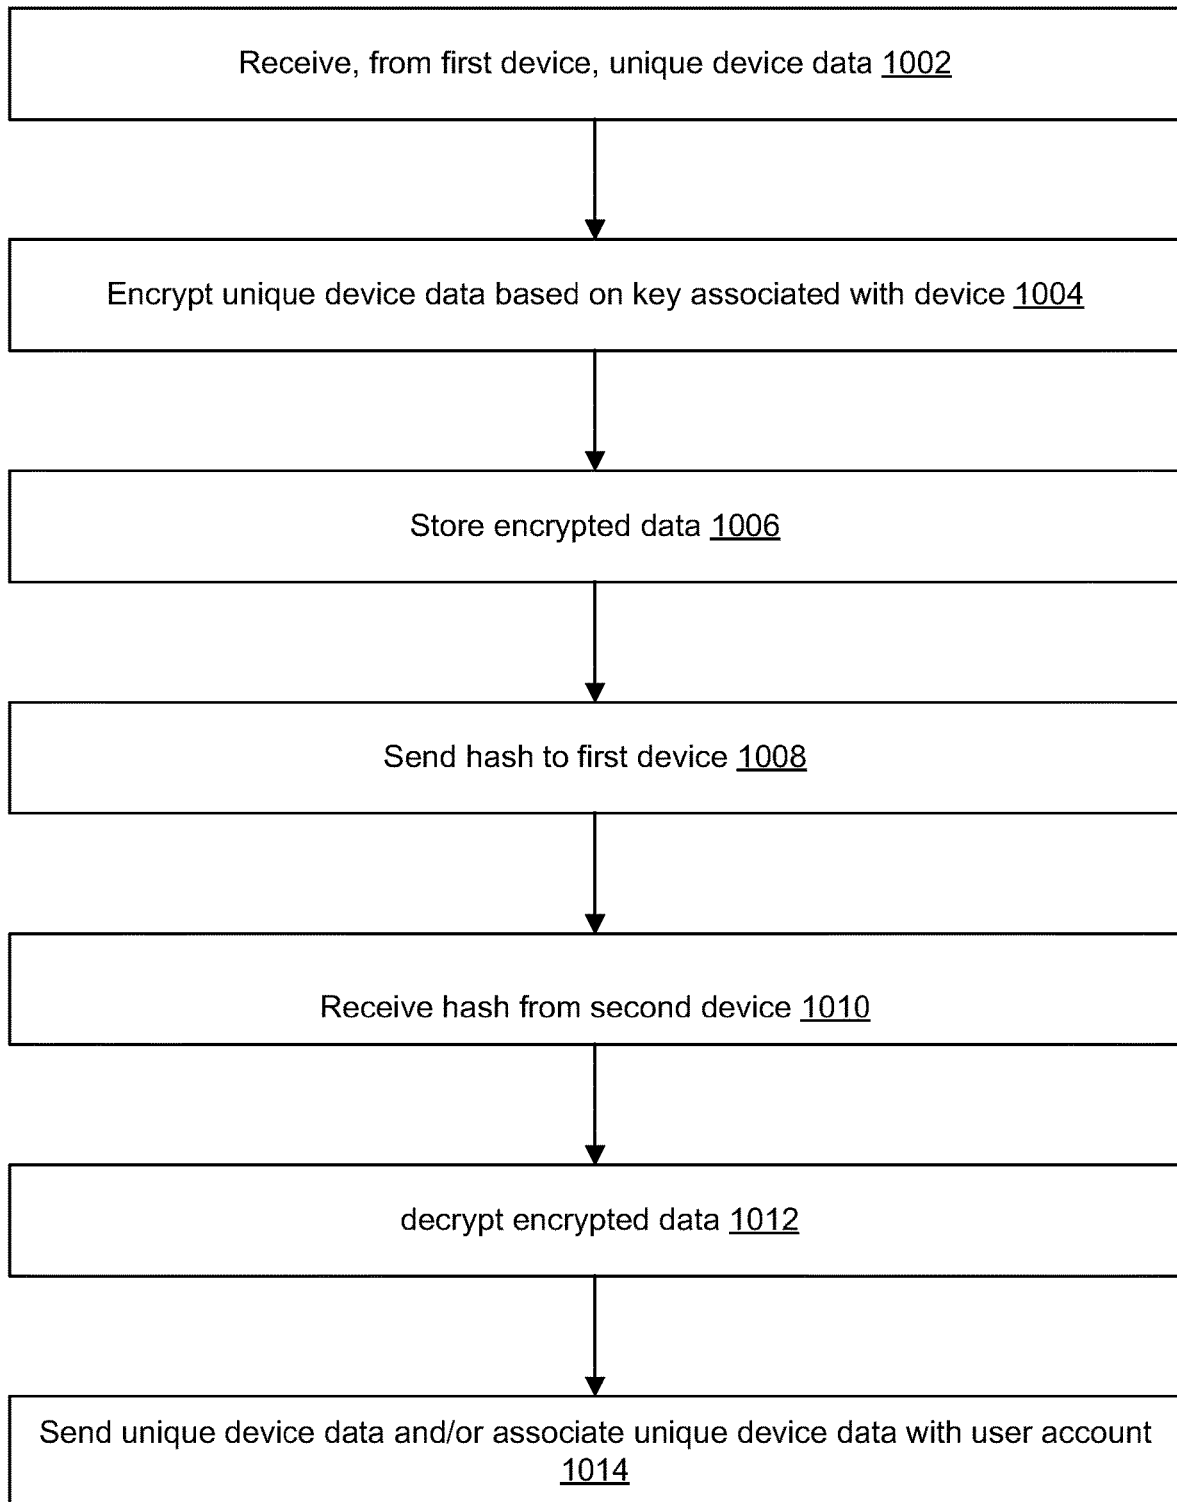 Receive, from first device, unique device data 1002
Encrypt unique device data based on key associated with device 1004
Store encrypted data 1006
Send hash to first device 1008
Receive hash from second device 1010
decrypt encrypted data 1012
Send unique device data and/or associate unique device data with user account
1014